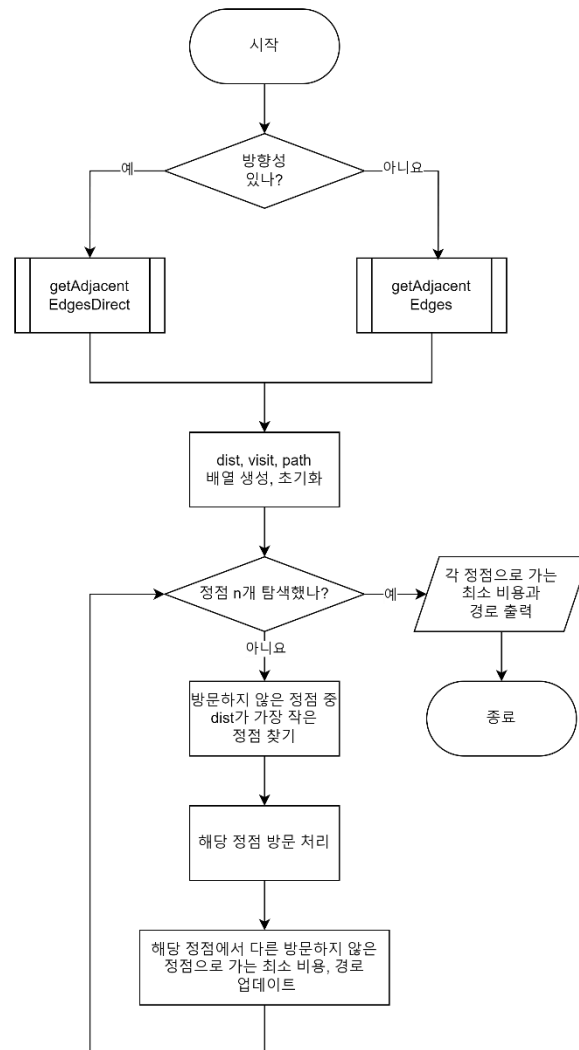 시작
방향성
있나?
예
아니요
getAdjacent
EdgesDirect
getAdjacent
Edges
dist, visit, path
배열 생성, 초기화
정점 n개 탐색했나?
예
각 정점으로 가는
최소 비용과
경로 출력
아니요
방문하지 않은 정점 중
dist가 가장 작은
정점 찾기
종료
해당 정점 방문 처리
해당 정점에서 다른 방문하지 않은
정점으로 가는 최소 비용, 경로
업데이트